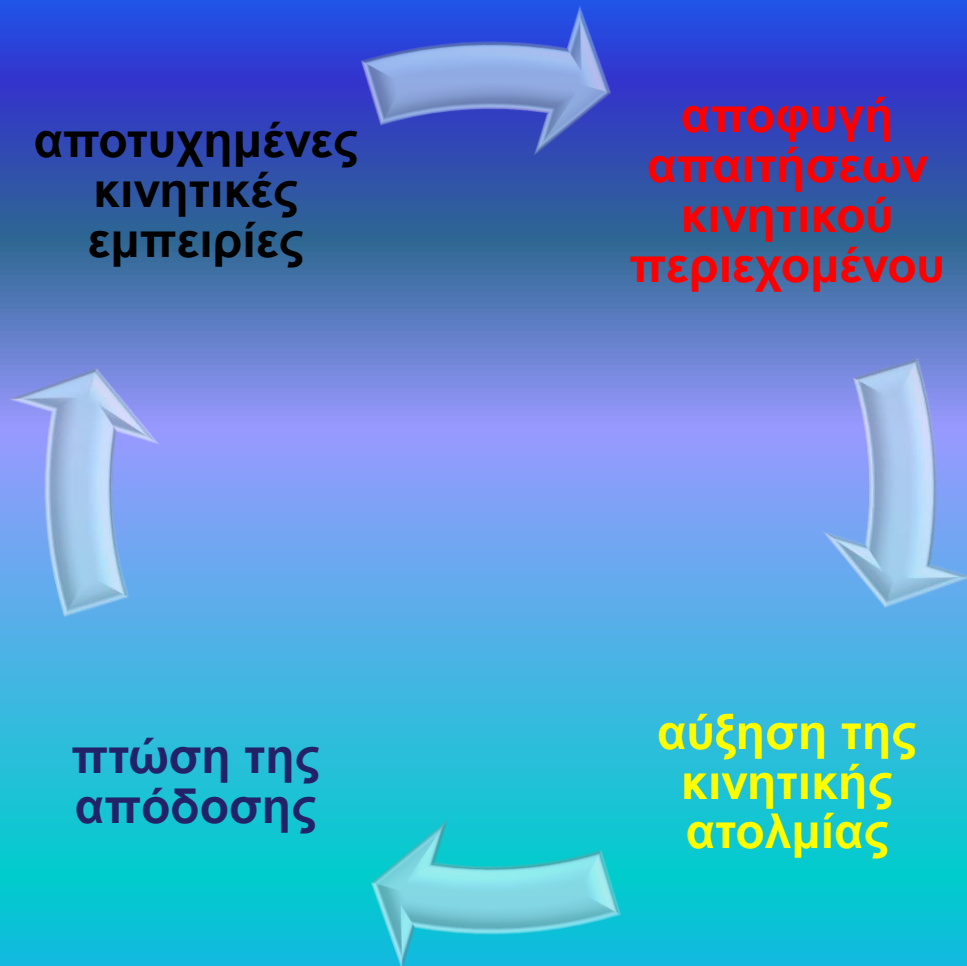 αποτυχημένες
κινητικές
εμπειρίες
αποφυγή
απαιτήσεων
κινητικού
περιεχομένου
αύξηση της
κινητικής
ατολμίας
πτώση της
απόδοσης